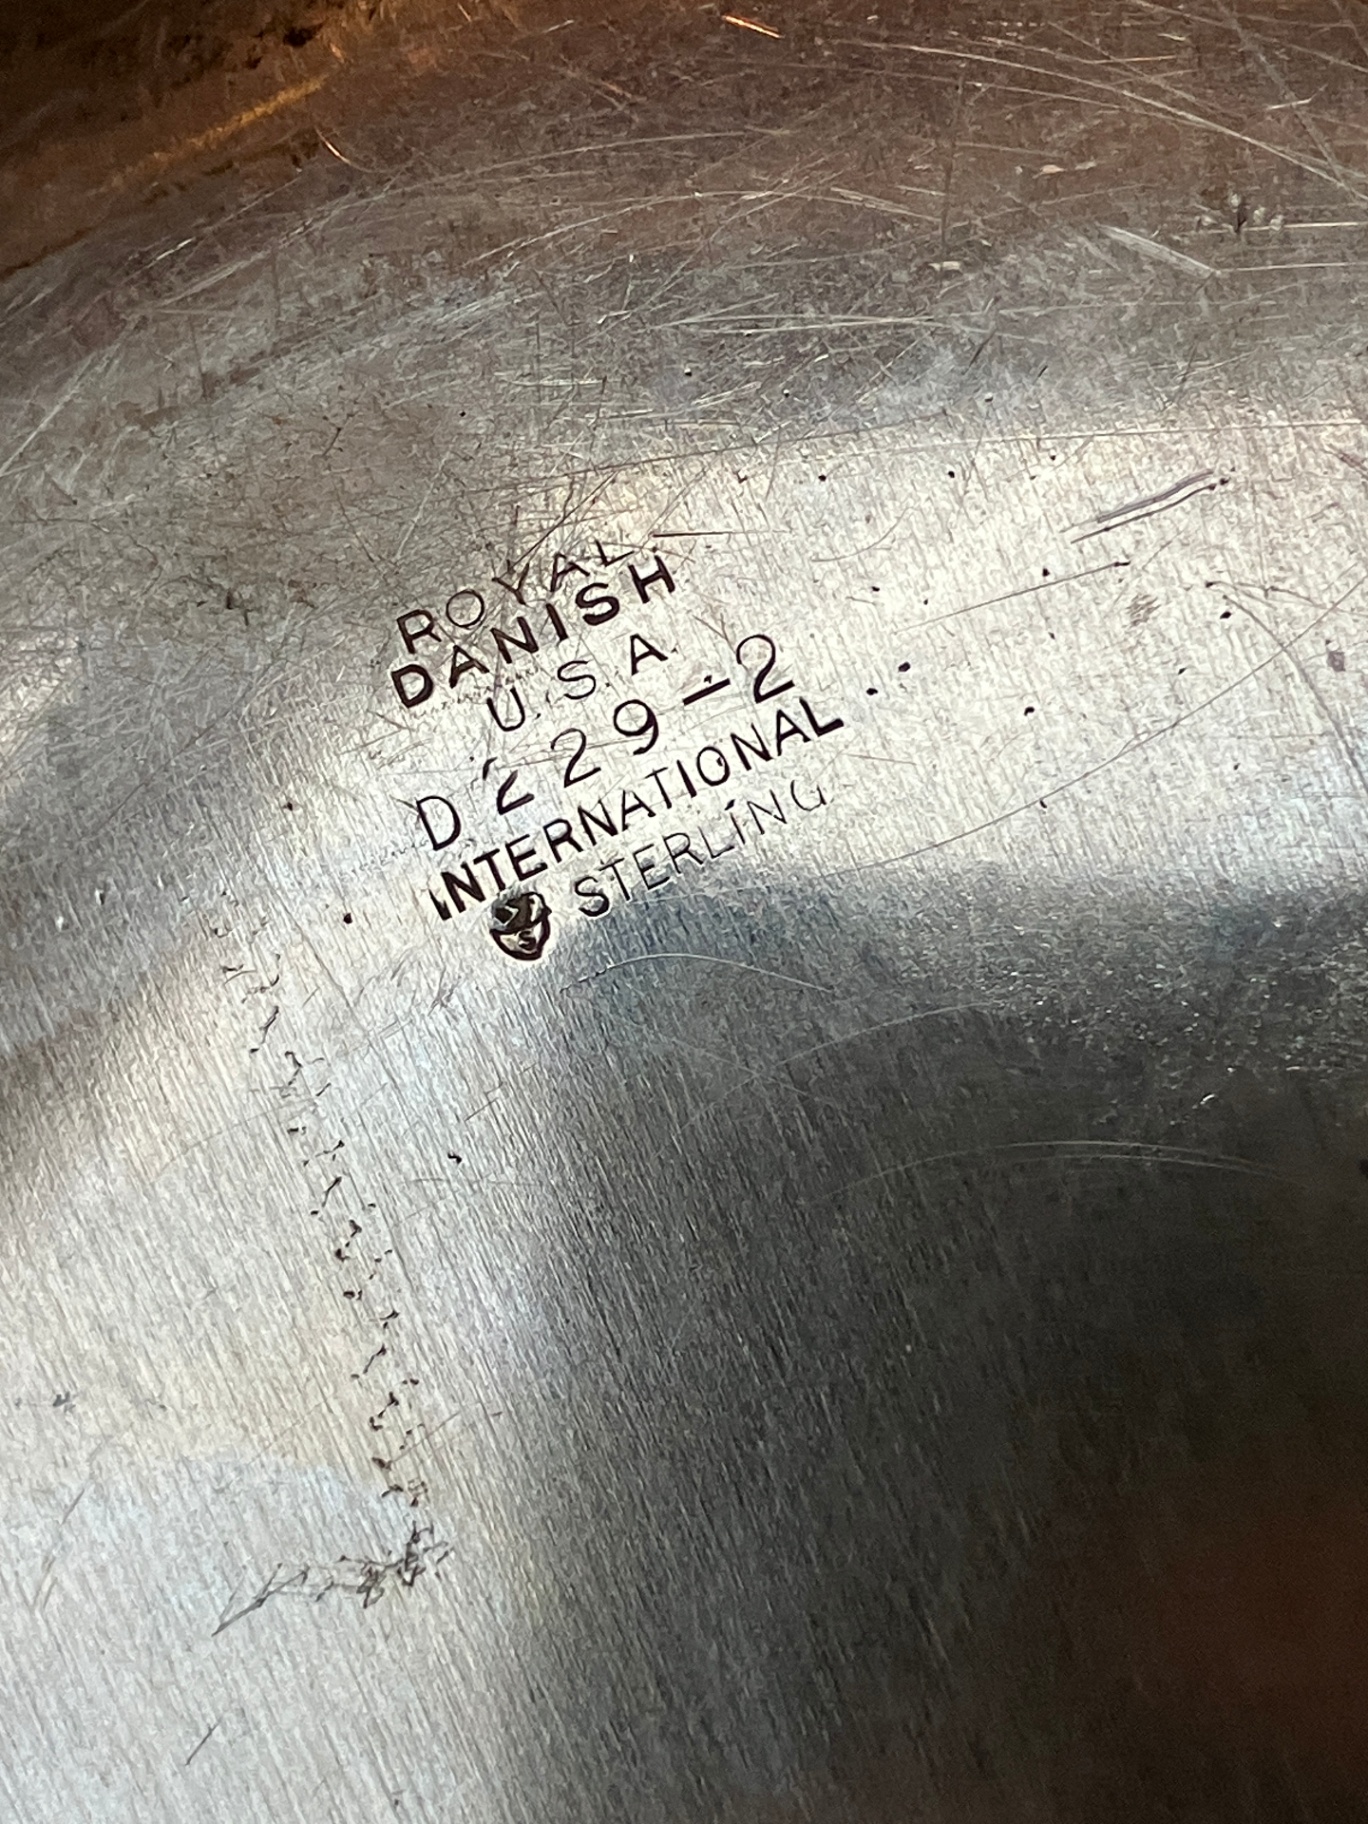 ROYAL
DANISH
U.S.A.
D229-2
INTERNATIONAL
STERLING